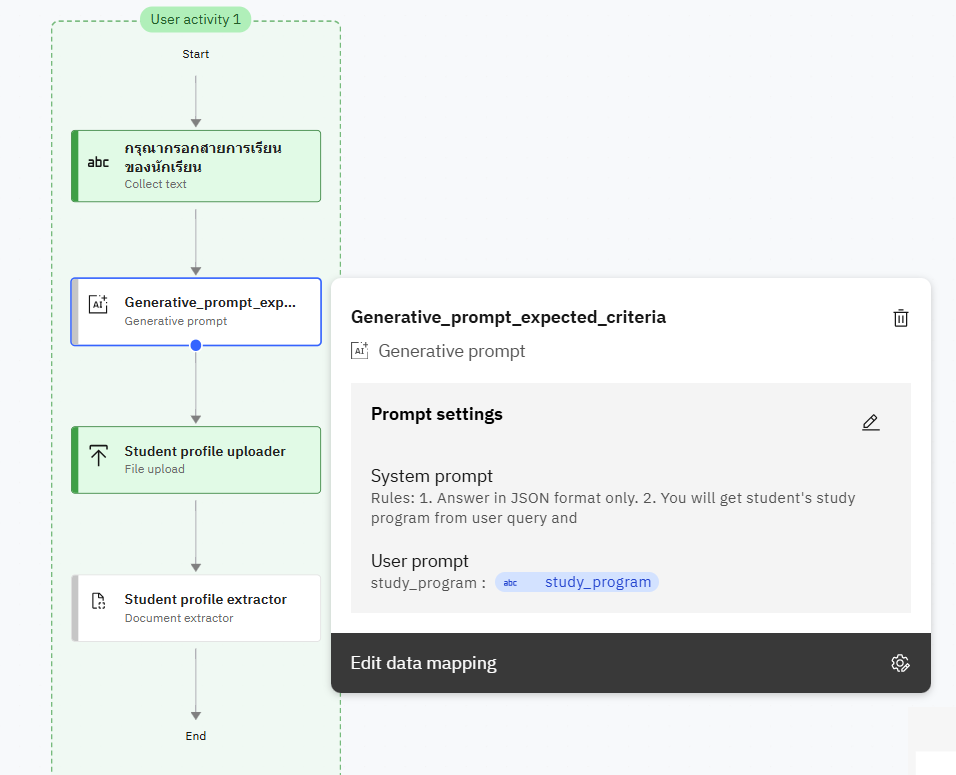 User activity 1
Start
abc
กรุณากรอกสายการเรียน
ของนักเรียน
Collect text
AI
Generative_prompt_exp...
Generative prompt
Student profile uploader
File upload
Student profile extractor
Document extractor
End
Generative_prompt_expected_criteria
AI
Generative prompt
Prompt settings
System prompt
Rules: 1. Answer in JSON format only. 2. You will get student's study
program from user query and
User prompt
study_program : abc study_program
Edit data mapping